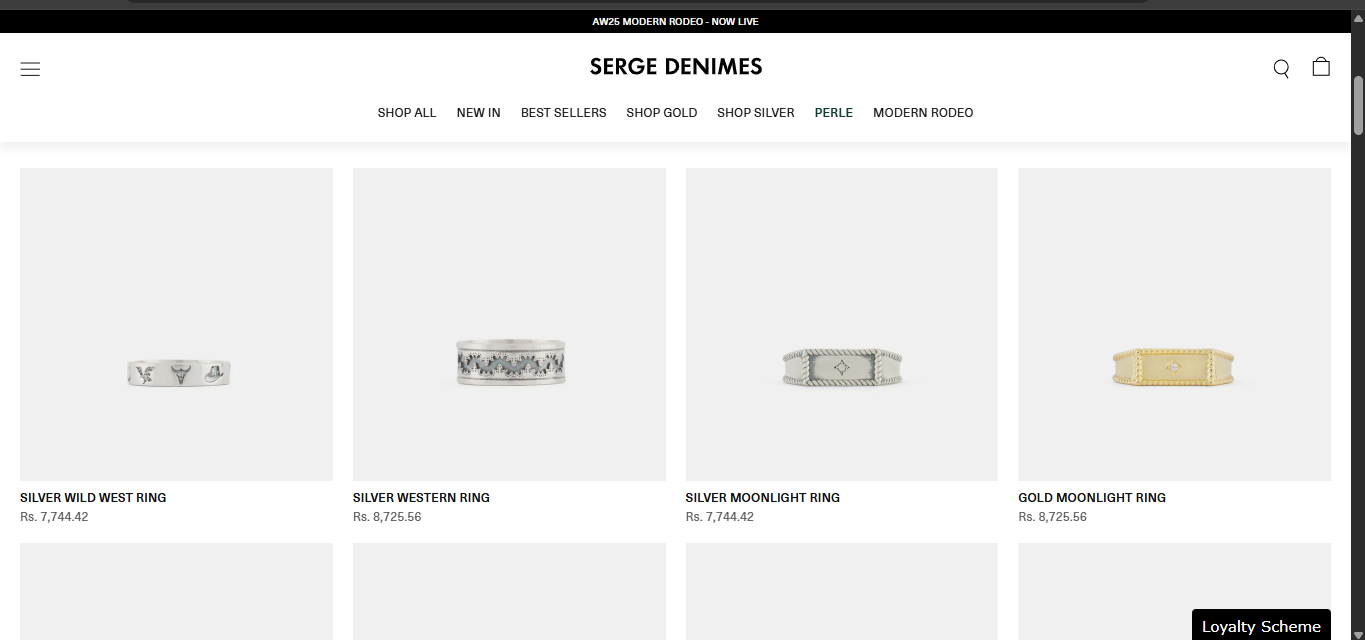 AW25 MODERN RODEO - NOW LIVE
SERGE DENIMES
SHOP ALL NEW IN BEST SELLERS SHOP GOLD SHOP SILVER PERLE MODERN RODEO
SILVER WILD WEST RING
Rs. 7,744.42
SILVER WESTERN RING
Rs. 8,725.56
SILVER MOONLIGHT RING
Rs. 7,744.42
GOLD MOONLIGHT RING
Rs. 8,725.56
Loyalty Scheme